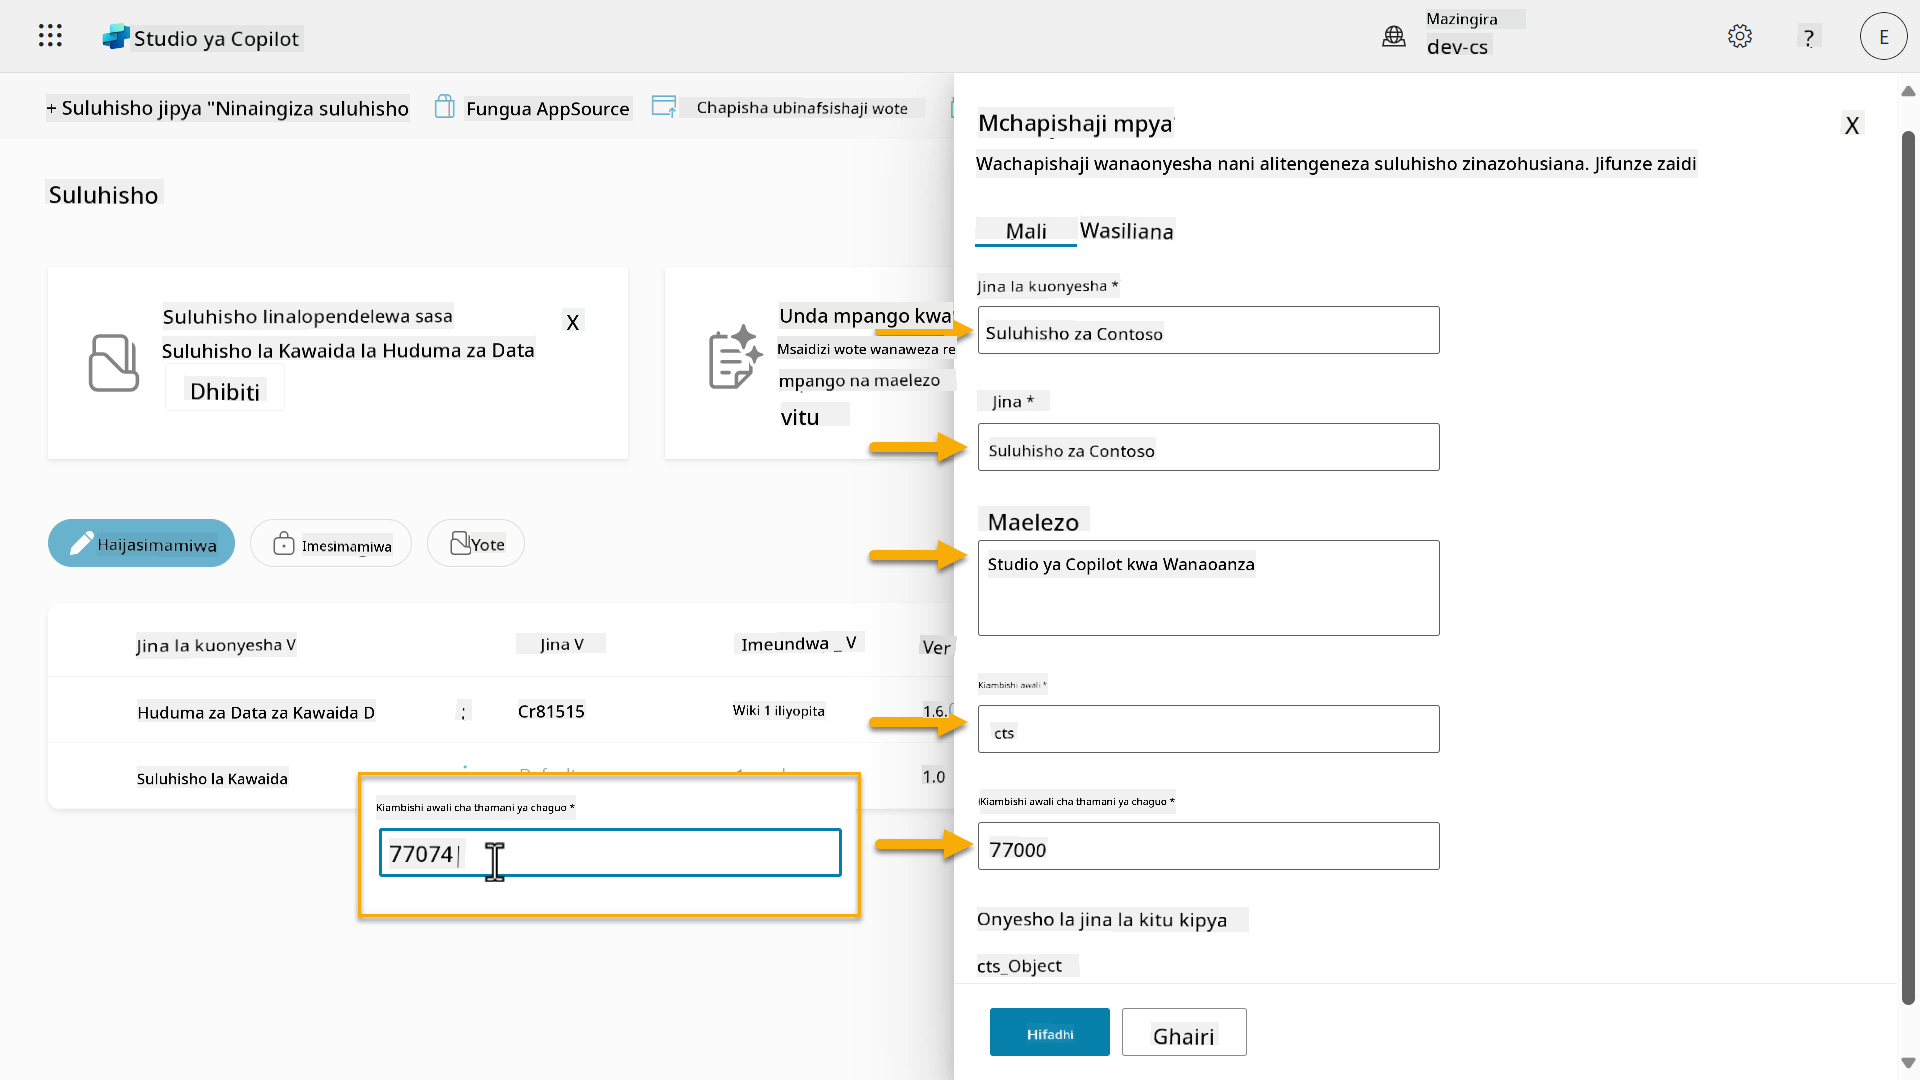 Studio ya Copilot
Mazingira
dev-cs
?
E
+ Suluhisho jipya "Ninaingiza suluhisho
Fungua AppSource
Chapisha ubinafsishaji wote
Suluhisho
Suluhisho linalopendelewa sasa
X
Suluhisho la Kawaida la Huduma za Data
Dhibiti
Unda mpango kwa
Msaidizi wote wanaweza re
mpango na maelezo
vitu
Haijasimamiwa
Imesimamiwa
Yote
Jina la kuonyesha V
Jina V
Imeundwa _ V
Ver
Huduma za Data za Kawaida D
:
Cr81515
Wiki 1 iliyopita
1.6.
Suluhisho la Kawaida
1.0
Kiambishi awali cha thamani ya chaguo *
77074
Mchapishaji mpya
X
Wachapishaji wanaonyesha nani alitengeneza suluhisho zinazohusiana. Jifunze zaidi
Mali
Wasiliana
Jina la kuonyesha *
Suluhisho za Contoso
Jina *
Suluhisho za Contoso
Maelezo
Studio ya Copilot kwa Wanaoanza
Kiambishi awali *
cts
Kiambishi awali cha thamani ya chaguo *
77000
Onyesho la jina la kitu kipya
cts_Object
Hifadhi
Ghairi